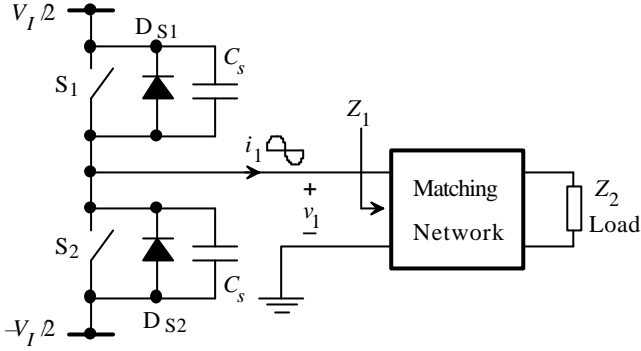 V_I/2
D_S1
C_s
S_1
Z_1
i_1
+
v_1
−
Matching
Network
Z_2
Load
S_2
C_s
D_S2
−V_I/2